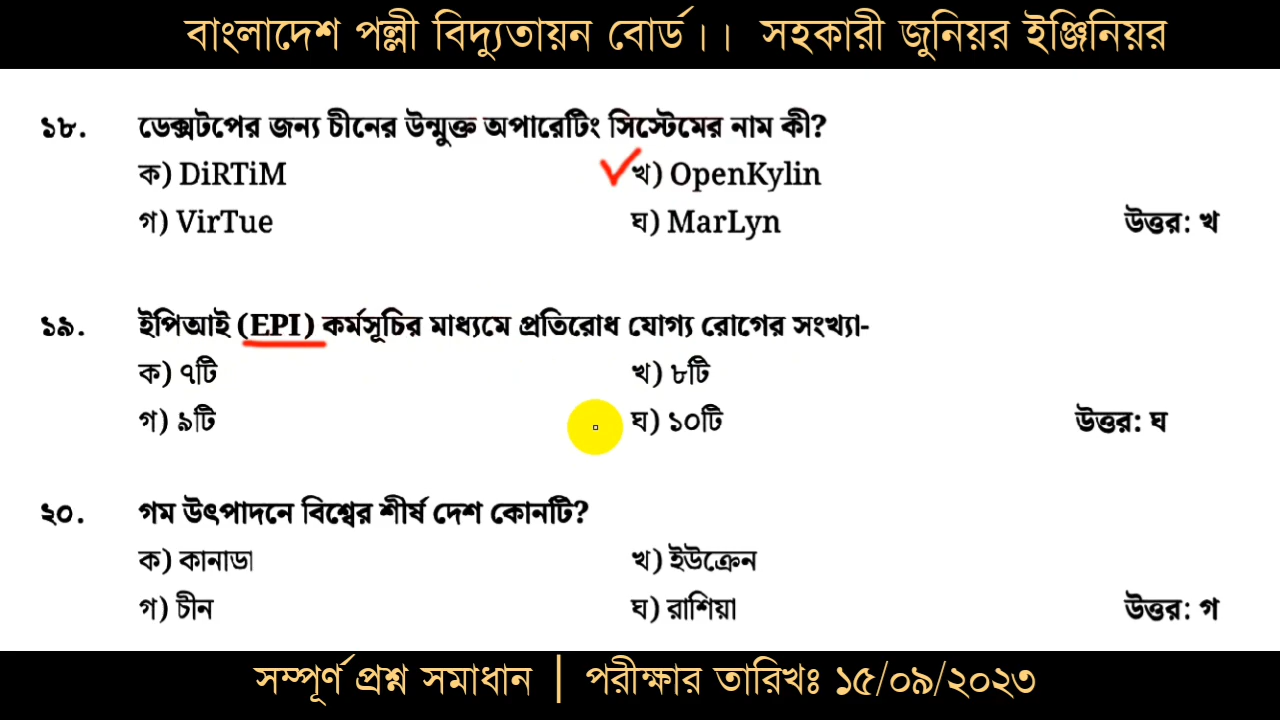 বাংলাদেশ পল্লী বিদ্যুতায়ন বোর্ড।। সহকারী জুনিয়র ইঞ্জিনিয়র
১৮. ডেক্সটপের জন্য চীনের উন্মুক্ত অপারেটিং সিস্টেমের নাম কী?
ক) DiRTiM খ) OpenKylin
গ) VirTue ঘ) MarLyn উত্তর: খ
১৯. ইপিআই (EPI) কর্মসূচির মাধ্যমে প্রতিরোধ যোগ্য রোগের সংখ্যা-
ক) ৭টি খ) ৮টি
গ) ৯টি ঘ) ১০টি উত্তর: ঘ
২০. গম উৎপাদনে বিশ্বের শীর্ষ দেশ কোনটি?
ক) কানাডা খ) ইউক্রেন
গ) চীন ঘ) রাশিয়া উত্তর: গ
সম্পূর্ণ প্রশ্ন সমাধান | পরীক্ষার তারিখঃ ১৫/০৯/২০২৩